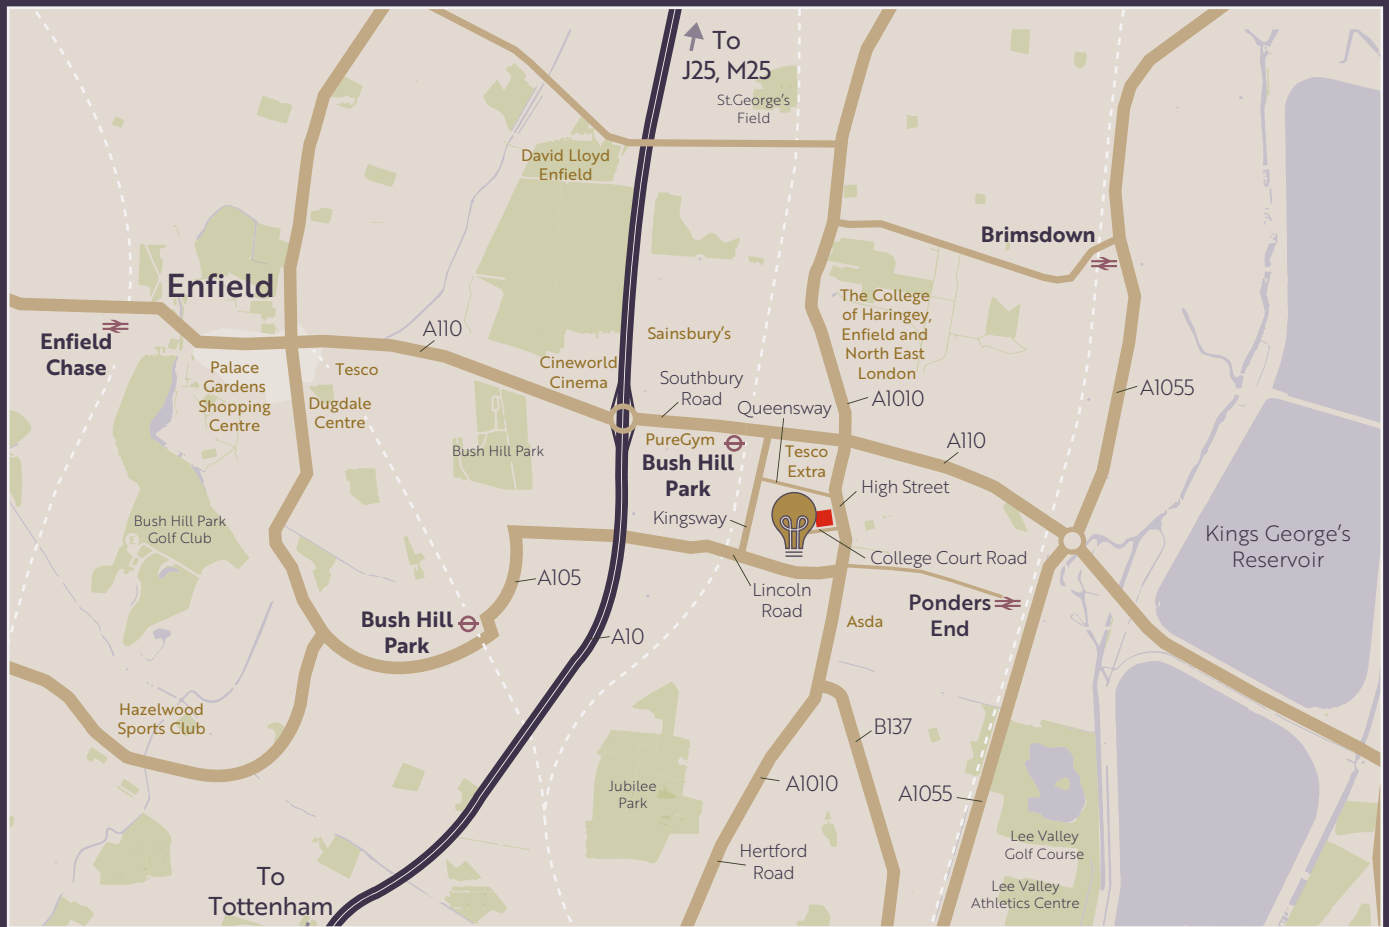 To
J25, M25
St.George's
Field
David Lloyd
Enfield
Brimsdown
Enfield
The College
of Haringey,
Enfield and
North East
London
A110
Sainsbury's
Enfield
Chase
Palace
Gardens
Shopping
Centre
Tesco
Dugdale
Centre
Cineworld
Cinema
Southbury
Road
Queensway
A1010
A1055
Bush Hill Park
PureGym
Bush Hill
Park
Tesco
Extra
A110
High Street
Kingsway
Bush Hill Park
Golf Club
College Court Road
Kings George's
Reservoir
A105
Lincoln
Road
Ponders
End
Bush Hill
Park
A10
Asda
Hazelwood
Sports Club
B137
Jubilee
Park
A1010
A1055
Hertford
Road
Lee Valley
Golf Course
Lee Valley
Athletics Centre
To
Tottenham